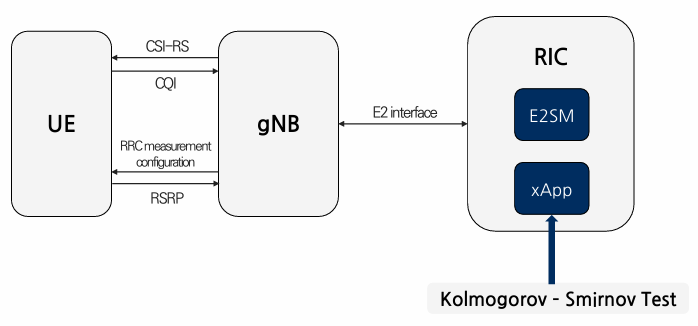 UE
CSI-RS
CQI
RRC measurement
configuration
RSRP
gNB
E2 interface
RIC
E2SM
xApp
Kolmogorov - Smirnov Test